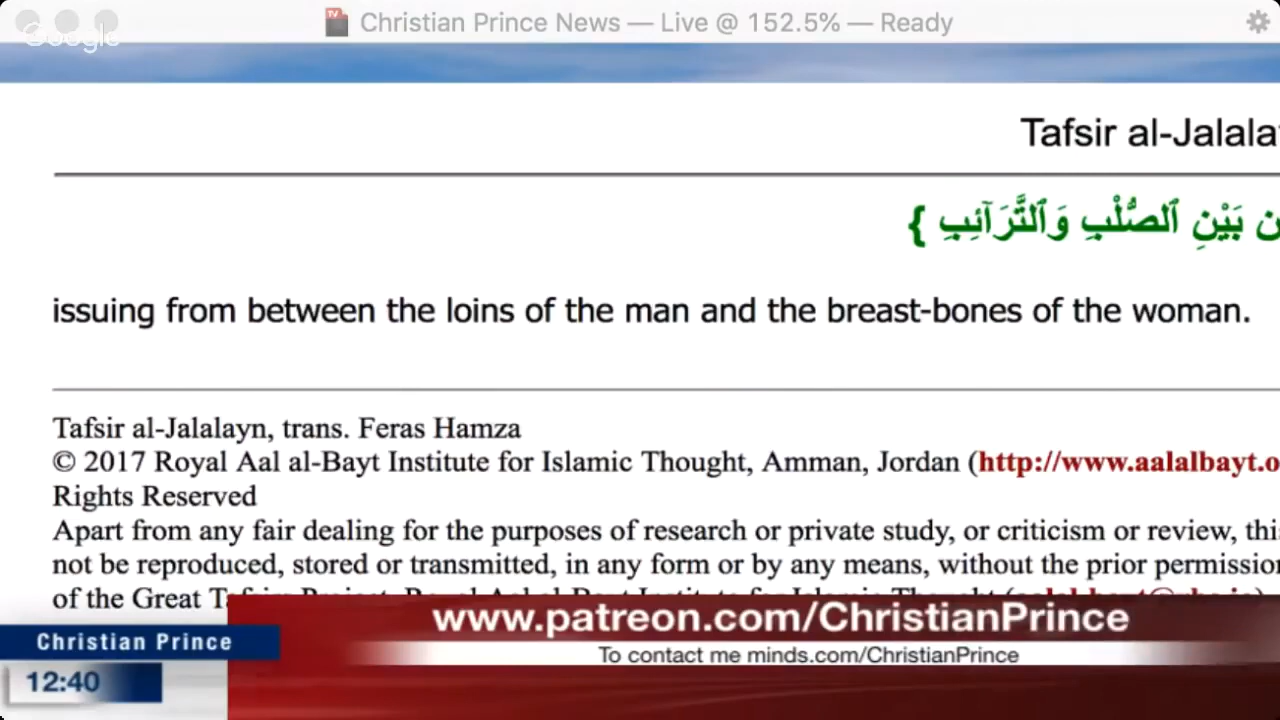 Christian Prince News — Live @ 152.5% — Ready
Google
Tafsir al-Jalala
ن بَيْنِ ٱلصُّلْبِ وَٱلتَّرَآئِبِ }
issuing from between the loins of the man and the breast-bones of the woman.
Tafsir al-Jalalayn, trans. Feras Hamza
© 2017 Royal Aal al-Bayt Institute for Islamic Thought, Amman, Jordan (http://www.aalalbayt.o
Rights Reserved
Apart from any fair dealing for the purposes of research or private study, or criticism or review, thi
not be reproduced, stored or transmitted, in any form or by any means, without the prior permission
of the Great
www.patreon.com/ChristianPrince
Christian Prince
To contact me minds.com/ChristianPrince
12:40